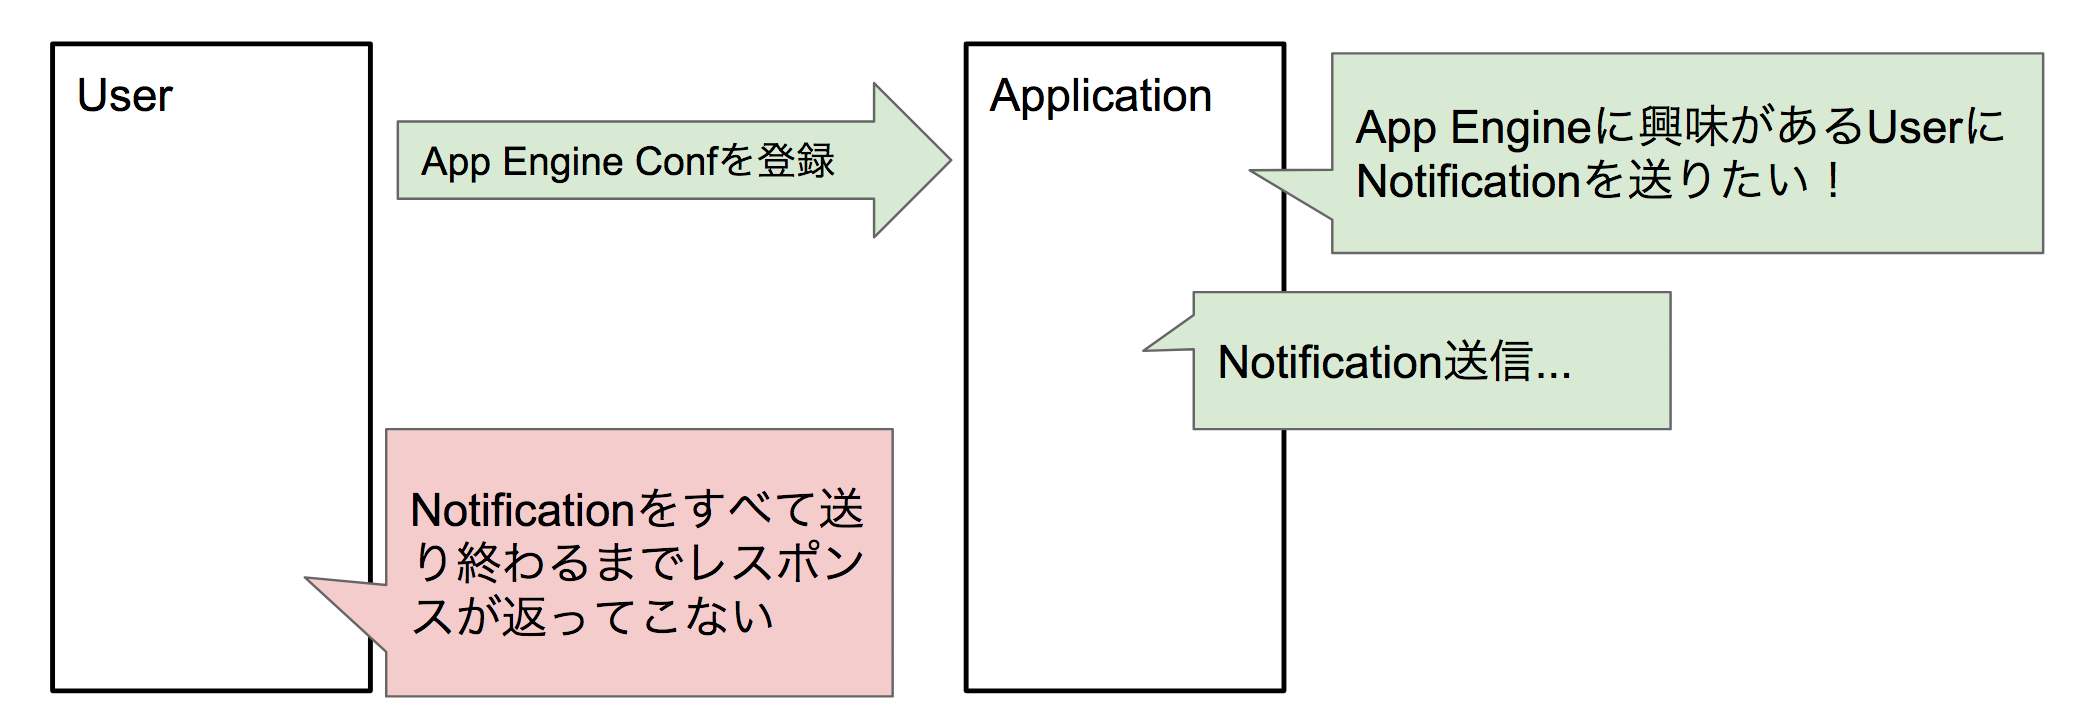 User
App Engine Confを登録
Application
App Engineに興味があるUserに
Notificationを送りたい！
Notification送信...
Notificationをすべて送
り終わるまでレスポン
スが返ってこない